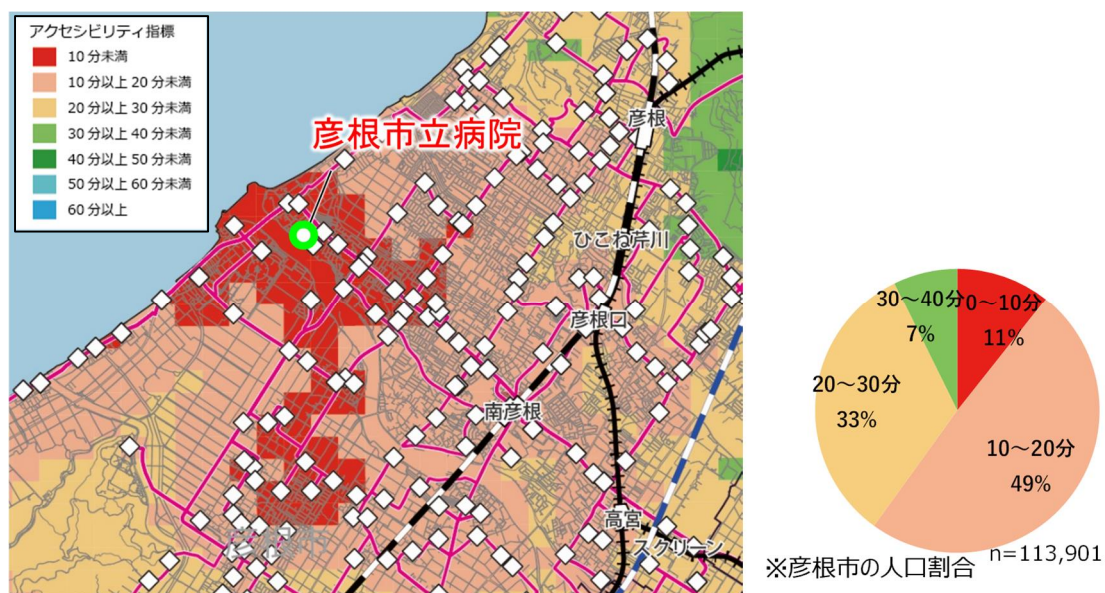 アクセシビリティ指標
10分未満
10分以上20分未満
20分以上30分未満
30分以上40分未満
40分以上50分未満
50分以上60分未満
60分以上
彦根市立病院
彦根
ひこね芹川
彦根口
南彦根
高宮
スクリーン
彦根市
30～40分
7%
0～10分
11%
20～30分
33%
10～20分
49%
※彦根市の人口割合
n=113,901